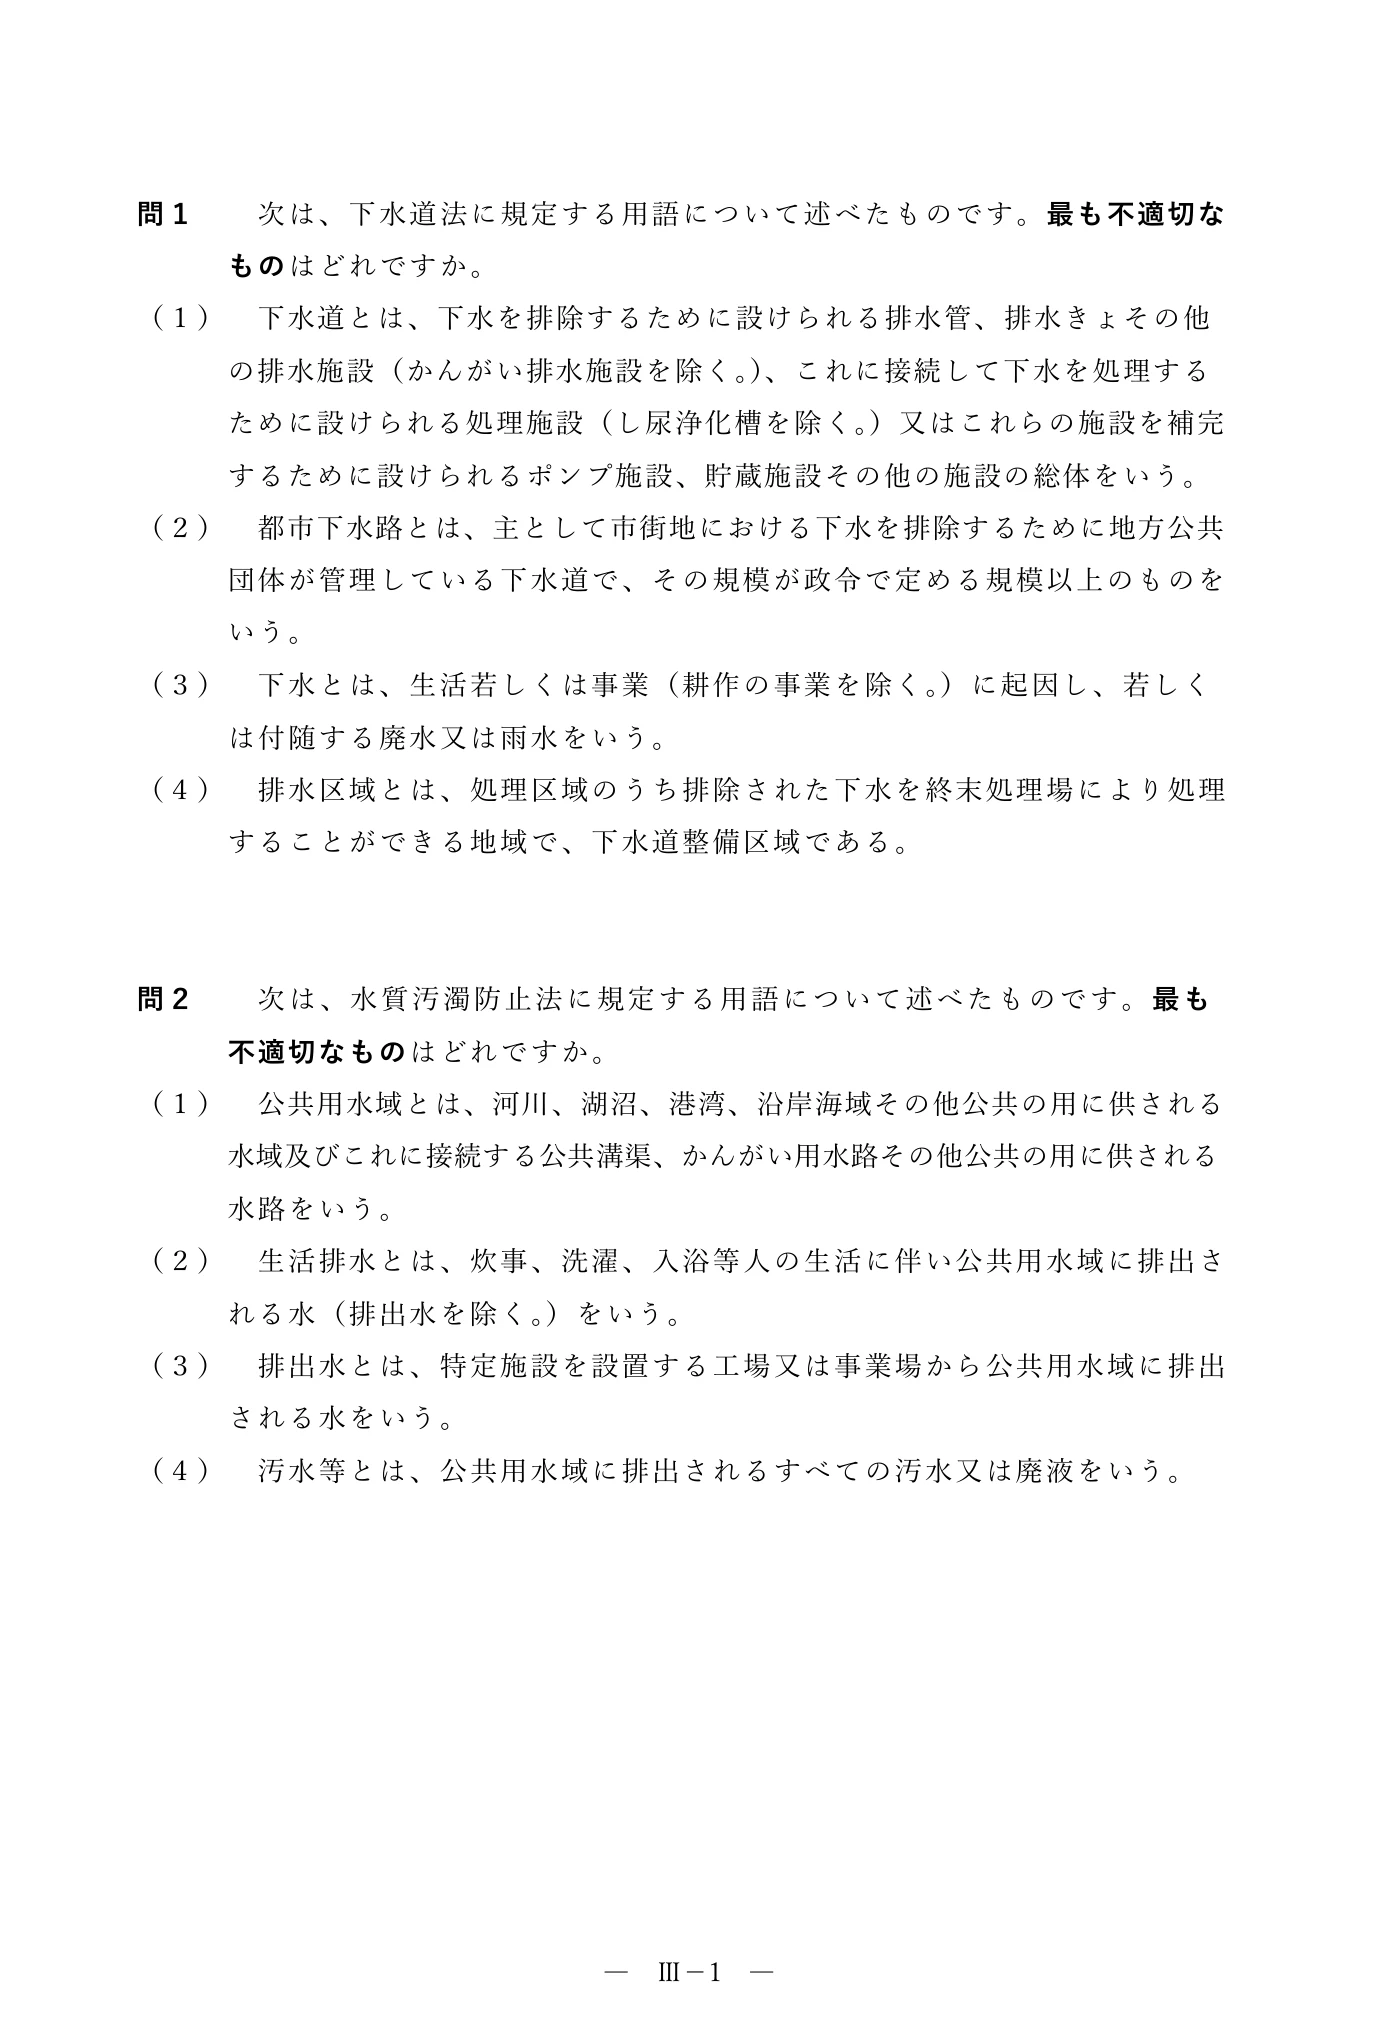 問1　次は、下水道法に規定する用語について述べたものです。最も不適切な
ものはどれですか。
（1）　下水道とは、下水を排除するために設けられる排水管、排水きょその他
の排水施設（かんがい排水施設を除く。）、これに接続して下水を処理する
ために設けられる処理施設（し尿浄化槽を除く。）又はこれらの施設を補完
するために設けられるポンプ施設、貯蔵施設その他の施設の総体をいう。
（2）　都市下水路とは、主として市街地における下水を排除するために地方公共
団体が管理している下水道で、その規模が政令で定める規模以上のものを
いう。
（3）　下水とは、生活若しくは事業（耕作の事業を除く。）に起因し、若しく
は付随する廃水又は雨水をいう。
（4）　排水区域とは、処理区域のうち排除された下水を終末処理場により処理
することができる地域で、下水道整備区域である。
問2　次は、水質汚濁防止法に規定する用語について述べたものです。最も
不適切なものはどれですか。
（1）　公共用水域とは、河川、湖沼、港湾、沿岸海域その他公共の用に供される
水域及びこれに接続する公共溝渠、かんがい用水路その他公共の用に供される
水路をいう。
（2）　生活排水とは、炊事、洗濯、入浴等人の生活に伴い公共用水域に排出さ
れる水（排出水を除く。）をいう。
（3）　排出水とは、特定施設を設置する工場又は事業場から公共用水域に排出
される水をいう。
（4）　汚水等とは、公共用水域に排出されるすべての汚水又は廃液をいう。
―　Ⅲ－1　―